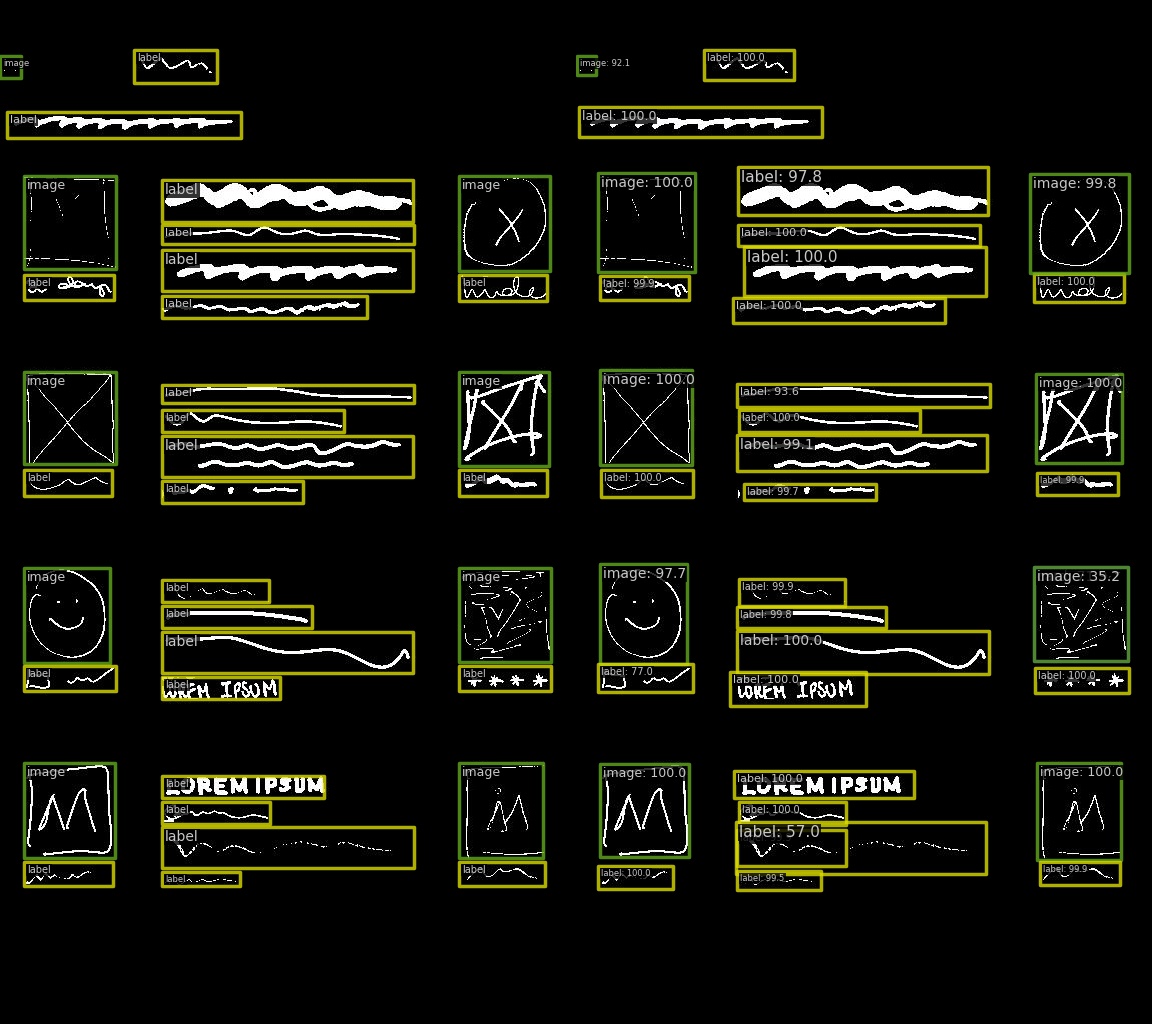 image
label
label
image
label
image
label
label
label
label
label
image
label
image
label
label
label
label
label
image
label
image
label
label
label
label
LOREM IPSUM
label
image
label
LOREM IPSUM
image
label
label
label
label
label
image: 92.1
label: 100.0
label: 100.0
image: 100.0
label: 97.8
image: 99.8
label: 100.0
label: 100.0
label: 99.9
label: 100.0
label: 100.0
image: 100.0
label: 93.6
image: 100.0
label: 100.0
label: 99.1
label: 100.0
label: 99.7
label: 99.9
image: 97.7
label: 99.9
image: 35.2
label: 99.8
label: 100.0
label: 77.0
label: 100.0
LOREM IPSUM
label: 100.0
image: 100.0
label: 100.0
LOREM IPSUM
image: 100.0
label: 100.0
label: 57.0
label: 100.0
label: 99.5
label: 99.9